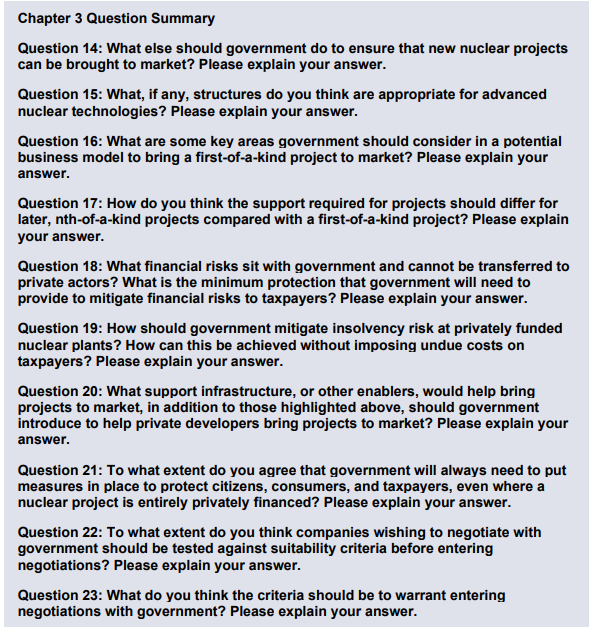 Chapter 3 Question Summary
Question 14: What else should government do to ensure that new nuclear projects
can be brought to market? Please explain your answer.
Question 15: What, if any, structures do you think are appropriate for advanced
nuclear technologies? Please explain your answer.
Question 16: What are some key areas government should consider in a potential
business model to bring a first-of-a-kind project to market? Please explain your
answer.
Question 17: How do you think the support required for projects should differ for
later, nth-of-a-kind projects compared with a first-of-a-kind project? Please explain
your answer.
Question 18: What financial risks sit with government and cannot be transferred to
private actors? What is the minimum protection that government will need to
provide to mitigate financial risks to taxpayers? Please explain your answer.
Question 19: How should government mitigate insolvency risk at privately funded
nuclear plants? How can this be achieved without imposing undue costs on
taxpayers? Please explain your answer.
Question 20: What support infrastructure, or other enablers, would help bring
projects to market, in addition to those highlighted above, should government
introduce to help private developers bring projects to market? Please explain your
answer.
Question 21: To what extent do you agree that government will always need to put
measures in place to protect citizens, consumers, and taxpayers, even where a
nuclear project is entirely privately financed? Please explain your answer.
Question 22: To what extent do you think companies wishing to negotiate with
government should be tested against suitability criteria before entering
negotiations? Please explain your answer.
Question 23: What do you think the criteria should be to warrant entering
negotiations with government? Please explain your answer.